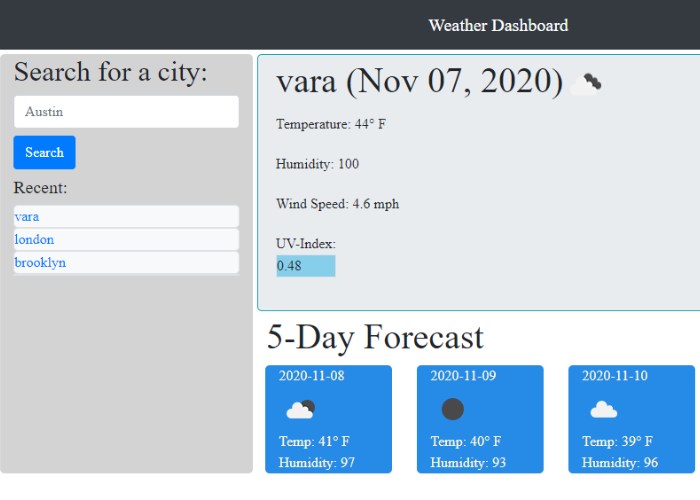 Weather Dashboard
Search for a city:
Austin
Search
Recent:
vara
london
brooklyn
vara (Nov 07, 2020)
Temperature: 44° F
Humidity: 100
Wind Speed: 4.6 mph
UV-Index:
0.48
5-Day Forecast
2020-11-08
Temp: 41° F
Humidity: 97
2020-11-09
Temp: 40° F
Humidity: 93
2020-11-10
Temp: 39° F
Humidity: 96